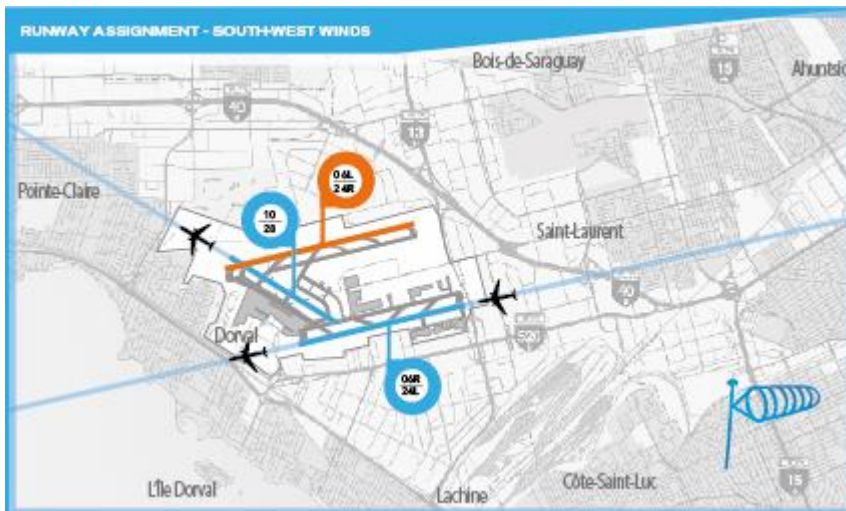 RUNWAY ASSIGNMENT - SOUTH-WEST WINDS
Bois-de-Saraguay
13
Ahuntsic
40
13
06L
24R
Pointe-Claire
10
28
Saint-Laurent
40
520
Dorval
06R
24L
L'Île Dorval
Lachine
Côte-Saint-Luc
15